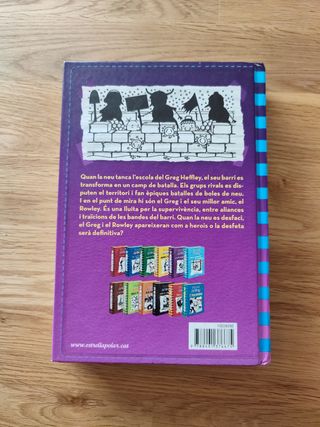 Quan la neu tanca l'escola del Greg Heffley, el seu barri es
transforma en un camp de batalla. Els grups rivals es dis-
puten el territori i fan èpiques batalles de boles de neu.
I en el punt de mira hi són el Greg i el seu millor amic, el
Rowley. És una lluita per la supervivència, entre aliances
i traïcions de les bandes del barri. Quan la neu es desfaci,
el Greg i el Rowley apareixeran com a herois o la desfeta
serà definitiva?
www.estrellapolar.cat